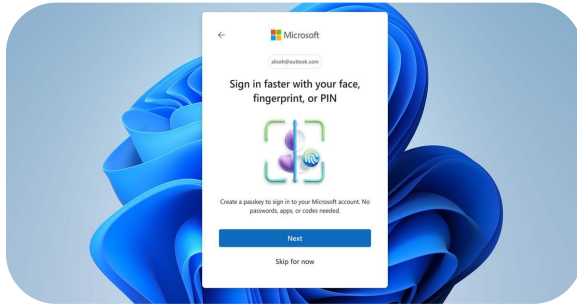 Microsoft
aliceh@outlook.com
Sign in faster with your face,
fingerprint, or PIN
Create a passkey to sign in to your Microsoft account. No
passwords, apps, or codes needed.
Next
Skip for now